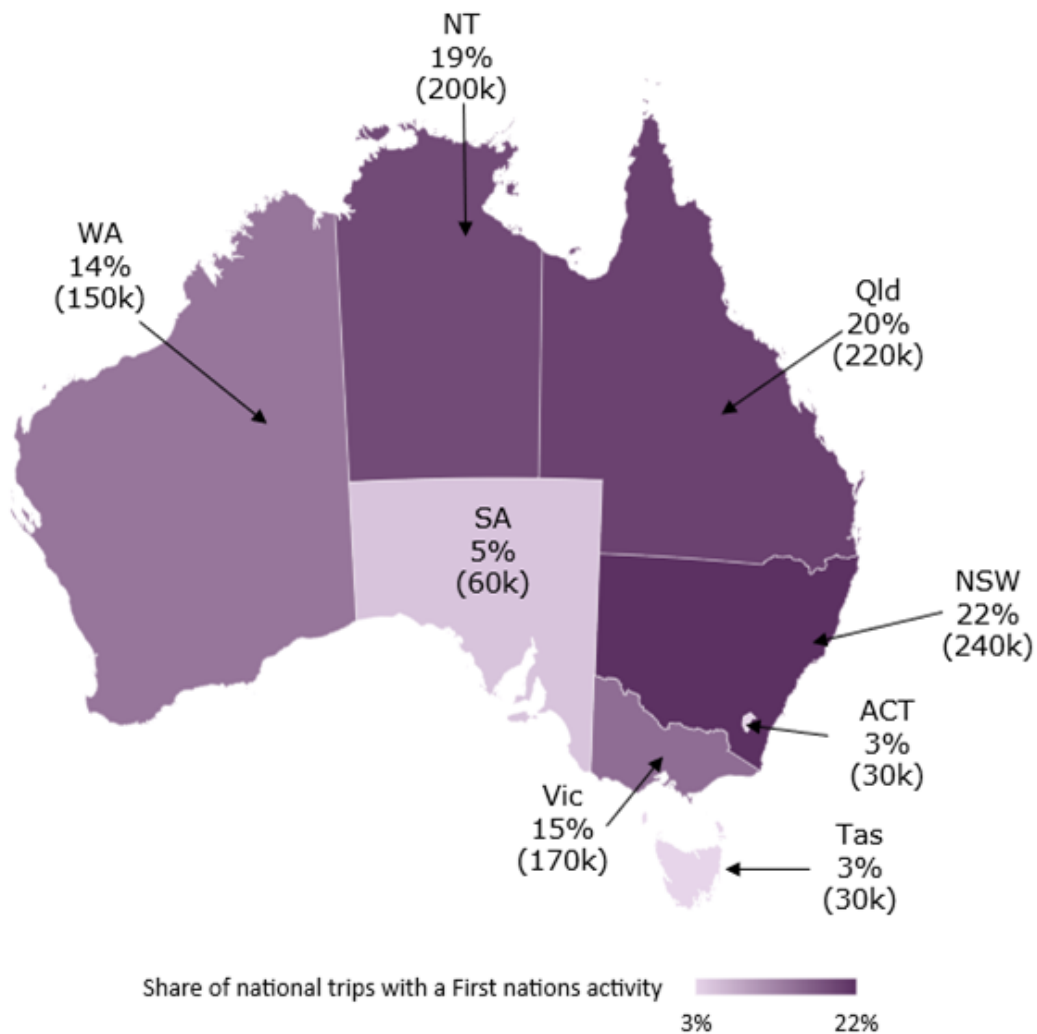 NT
19%
(200k)
WA
14%
(150k)
Qld
20%
(220k)
SA
5%
(60k)
NSW
22%
(240k)
ACT
3%
(30k)
Vic
15%
(170k)
Tas
3%
(30k)
Share of national trips with a First nations activity
3%
22%